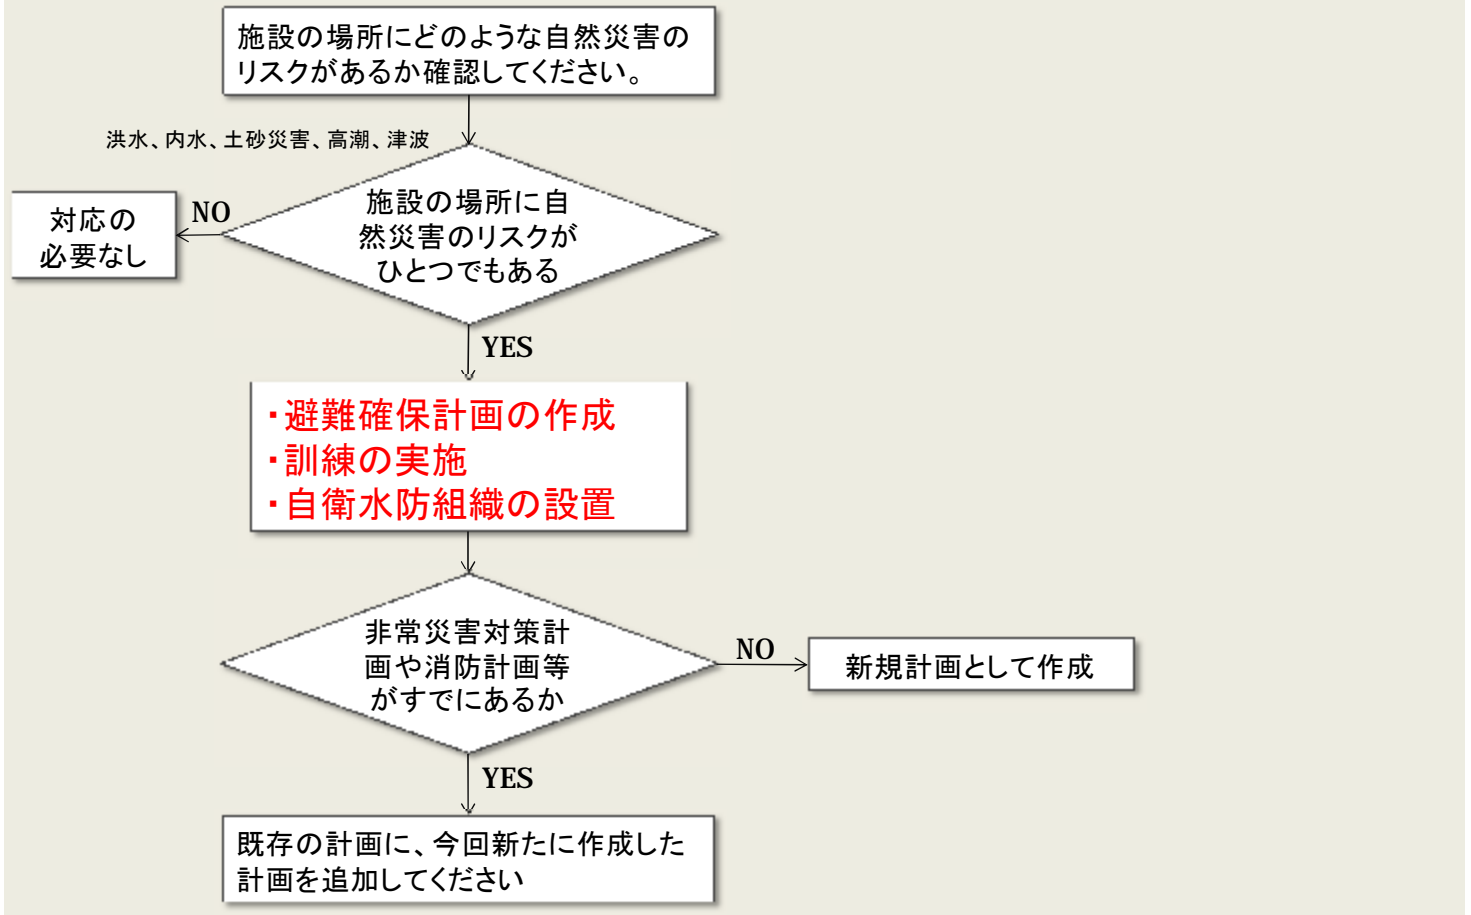 施設の場所にどのような自然災害の
リスクがあるか確認してください。
洪水、内水、土砂災害、高潮、津波
施設の場所に自
然災害のリスクが
ひとつでもある
NO
対応の
必要なし
YES
・避難確保計画の作成
・訓練の実施
・自衛水防組織の設置
非常災害対策計
画や消防計画等
がすでにあるか
NO
新規計画として作成
YES
既存の計画に、今回新たに作成した
計画を追加してください